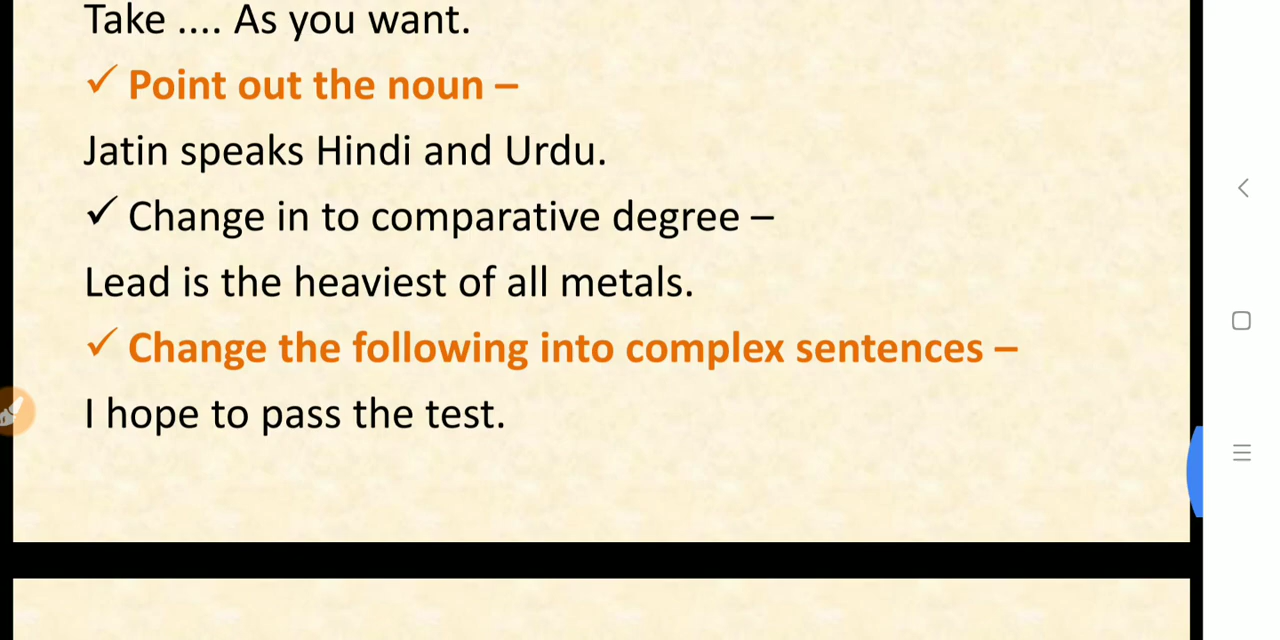 Take .... As you want.
✓ Point out the noun –
Jatin speaks Hindi and Urdu.
✓ Change in to comparative degree –
Lead is the heaviest of all metals.
✓ Change the following into complex sentences –
I hope to pass the test.